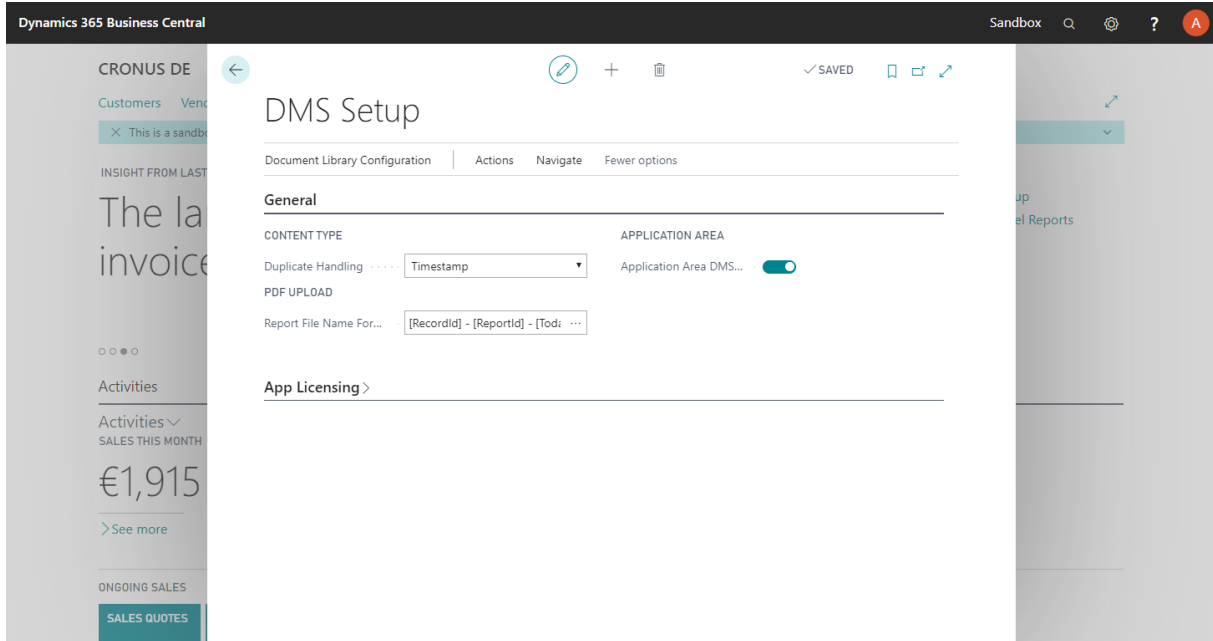 Dynamics 365 Business Central
Sandbox
?
A
CRONUS DE
Customers
This is a sandbo
INSIGHT FROM LAST
The la
invoice
Activities
Activities
SALES THIS MONTH
€1,915
See more
ONGOING SALES
SALES QUOTES
SAVED
DMS Setup
Document Library Configuration Actions Navigate Fewer options
General
CONTENT TYPE
Duplicate Handling Timestamp
PDF UPLOAD
Report File Name For... [RecordId] - [ReportId] - [Toda ...
APPLICATION AREA
Application Area DMS...
App Licensing
el Reports